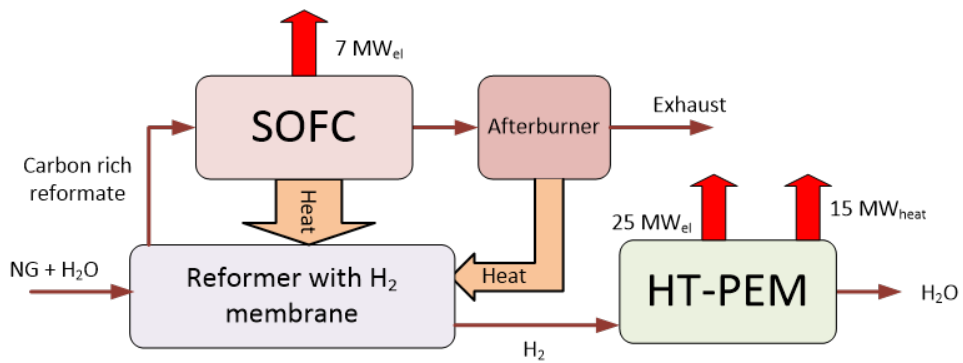 7 MWel
SOFC
Afterburner
Exhaust
Carbon rich
reformate
Heat
25 MWel
15 MWheat
NG + H2O
Reformer with H2
membrane
Heat
HT-PEM
H2O
H2